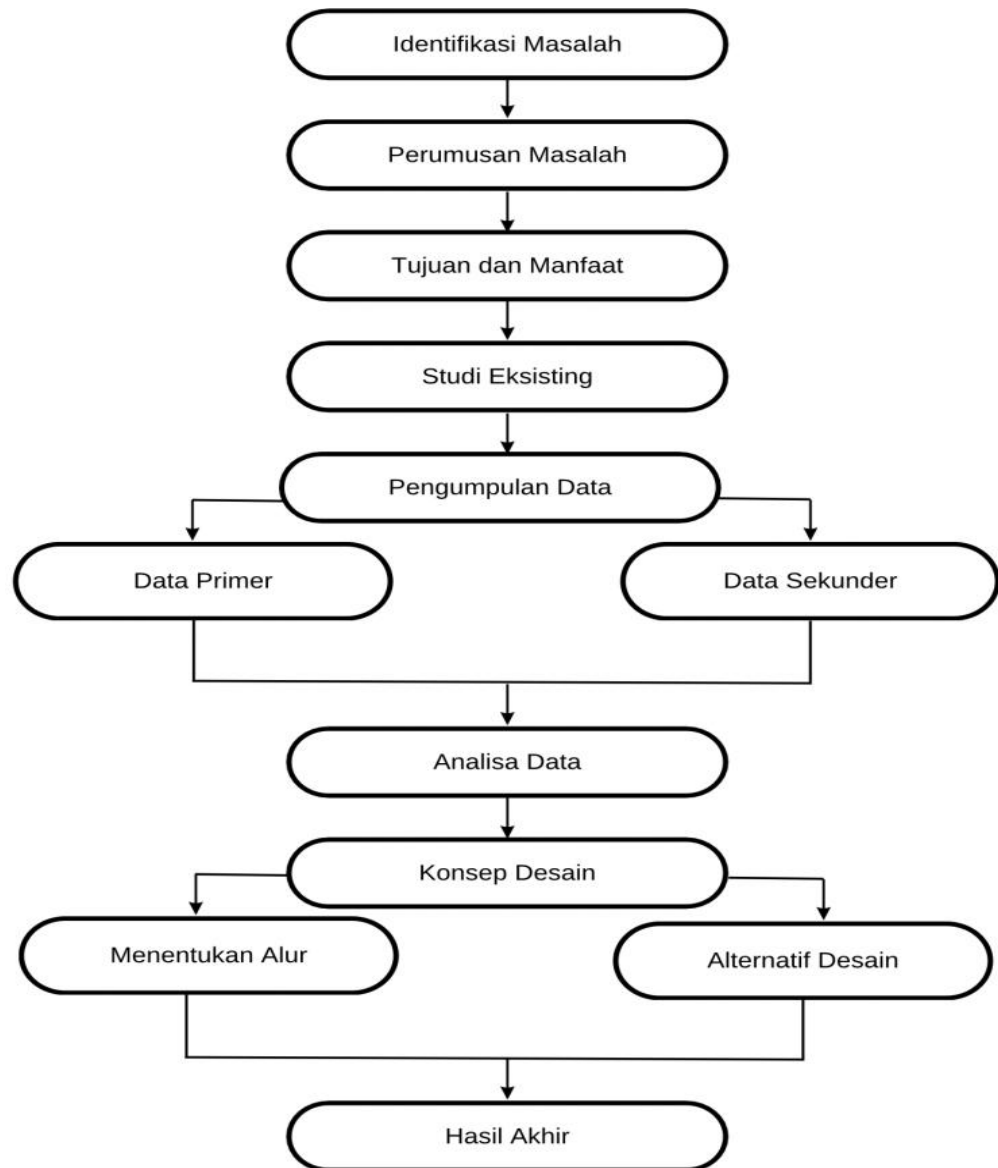 Identifikasi Masalah
Perumusan Masalah
Tujuan dan Manfaat
Studi Eksisting
Pengumpulan Data
Data Primer
Data Sekunder
Analisa Data
Konsep Desain
Menentukan Alur
Alternatif Desain
Hasil Akhir